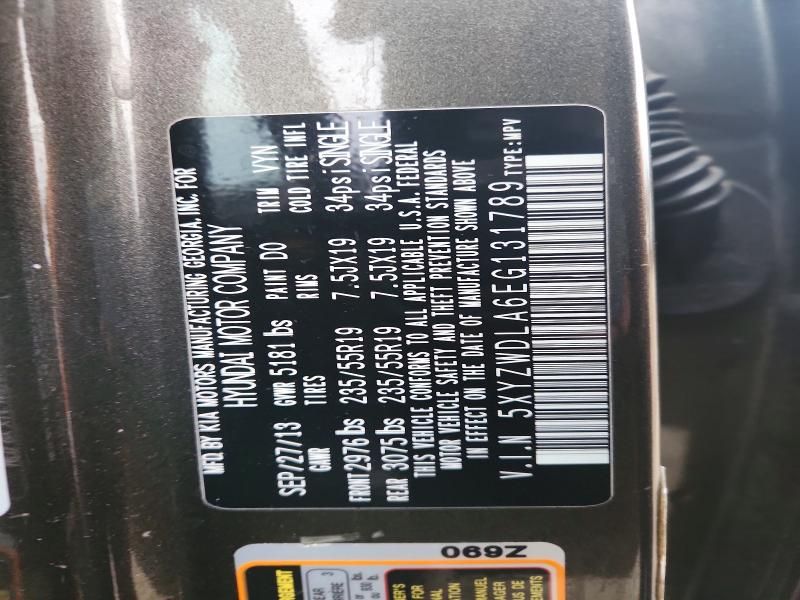 MFD BY KIA MOTORS MANUFACTURING GEORGIA, INC. FOR
HYUNDAI MOTOR COMPANY
SEP/27/13 GVWR 5181 lbs PAINT DO TRIM YYN
GAWR TIRES RIMS COLD TIRE INFL
FRONT 2976 lbs 235/55R19 7.5JX19 34psi SINGLE
REAR 3075 lbs 235/55R19 7.5JX19 34psi SINGLE
THIS VEHICLE CONFORMS TO ALL APPLICABLE U.S.A. FEDERAL
MOTOR VEHICLE SAFETY AND THEFT PREVENTION STANDARDS
IN EFFECT ON THE DATE OF MANUFACTURE SHOWN ABOVE
V.I.N 5XYZWDLA6EG131789 TYPE:MPV
069Z
3
MANUEL